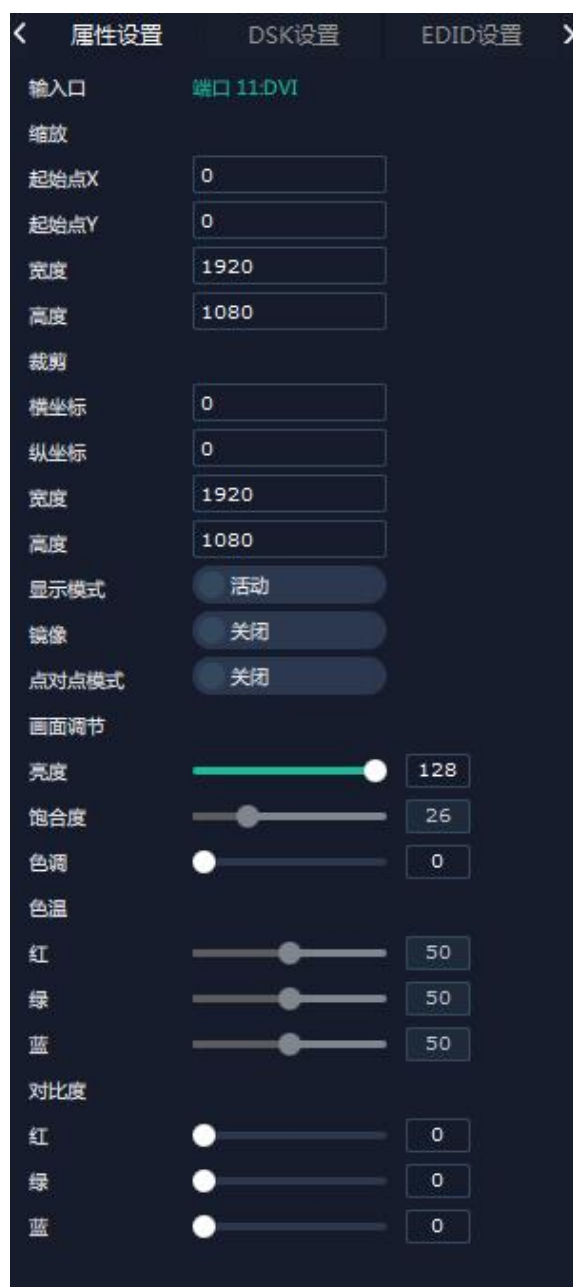 属性设置 DSK设置 EDID设置
输入口 端口 11:DVI
缩放
起始点X 0
起始点Y 0
宽度 1920
高度 1080
裁剪
横坐标 0
纵坐标 0
宽度 1920
高度 1080
显示模式 活动
镜像 关闭
点对点模式 关闭
画面调节
亮度 128
饱合度 26
色调 0
色温
红 50
绿 50
蓝 50
对比度
红 0
绿 0
蓝 0